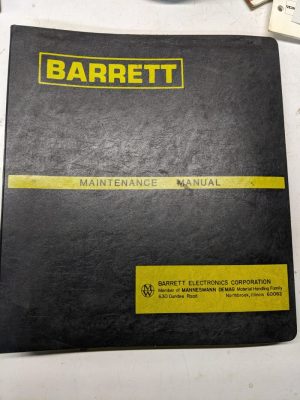 BARRETT
MAINTENANCE MANUAL
BARRETT ELECTRONICS CORPORATION
Member of MANNESMANN DEMAG Material Handling Family
630 Dundee Road Northbrook, Illinois 60062